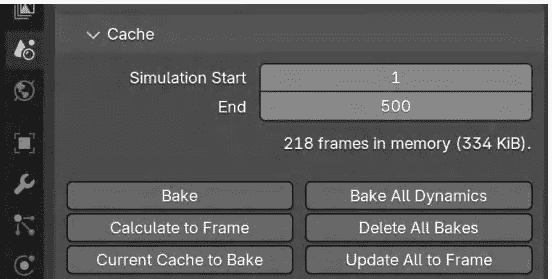 Cache
Simulation Start 1
End 500
218 frames in memory (334 KiB).
Bake Bake All Dynamics
Calculate to Frame Delete All Bakes
Current Cache to Bake Update All to Frame